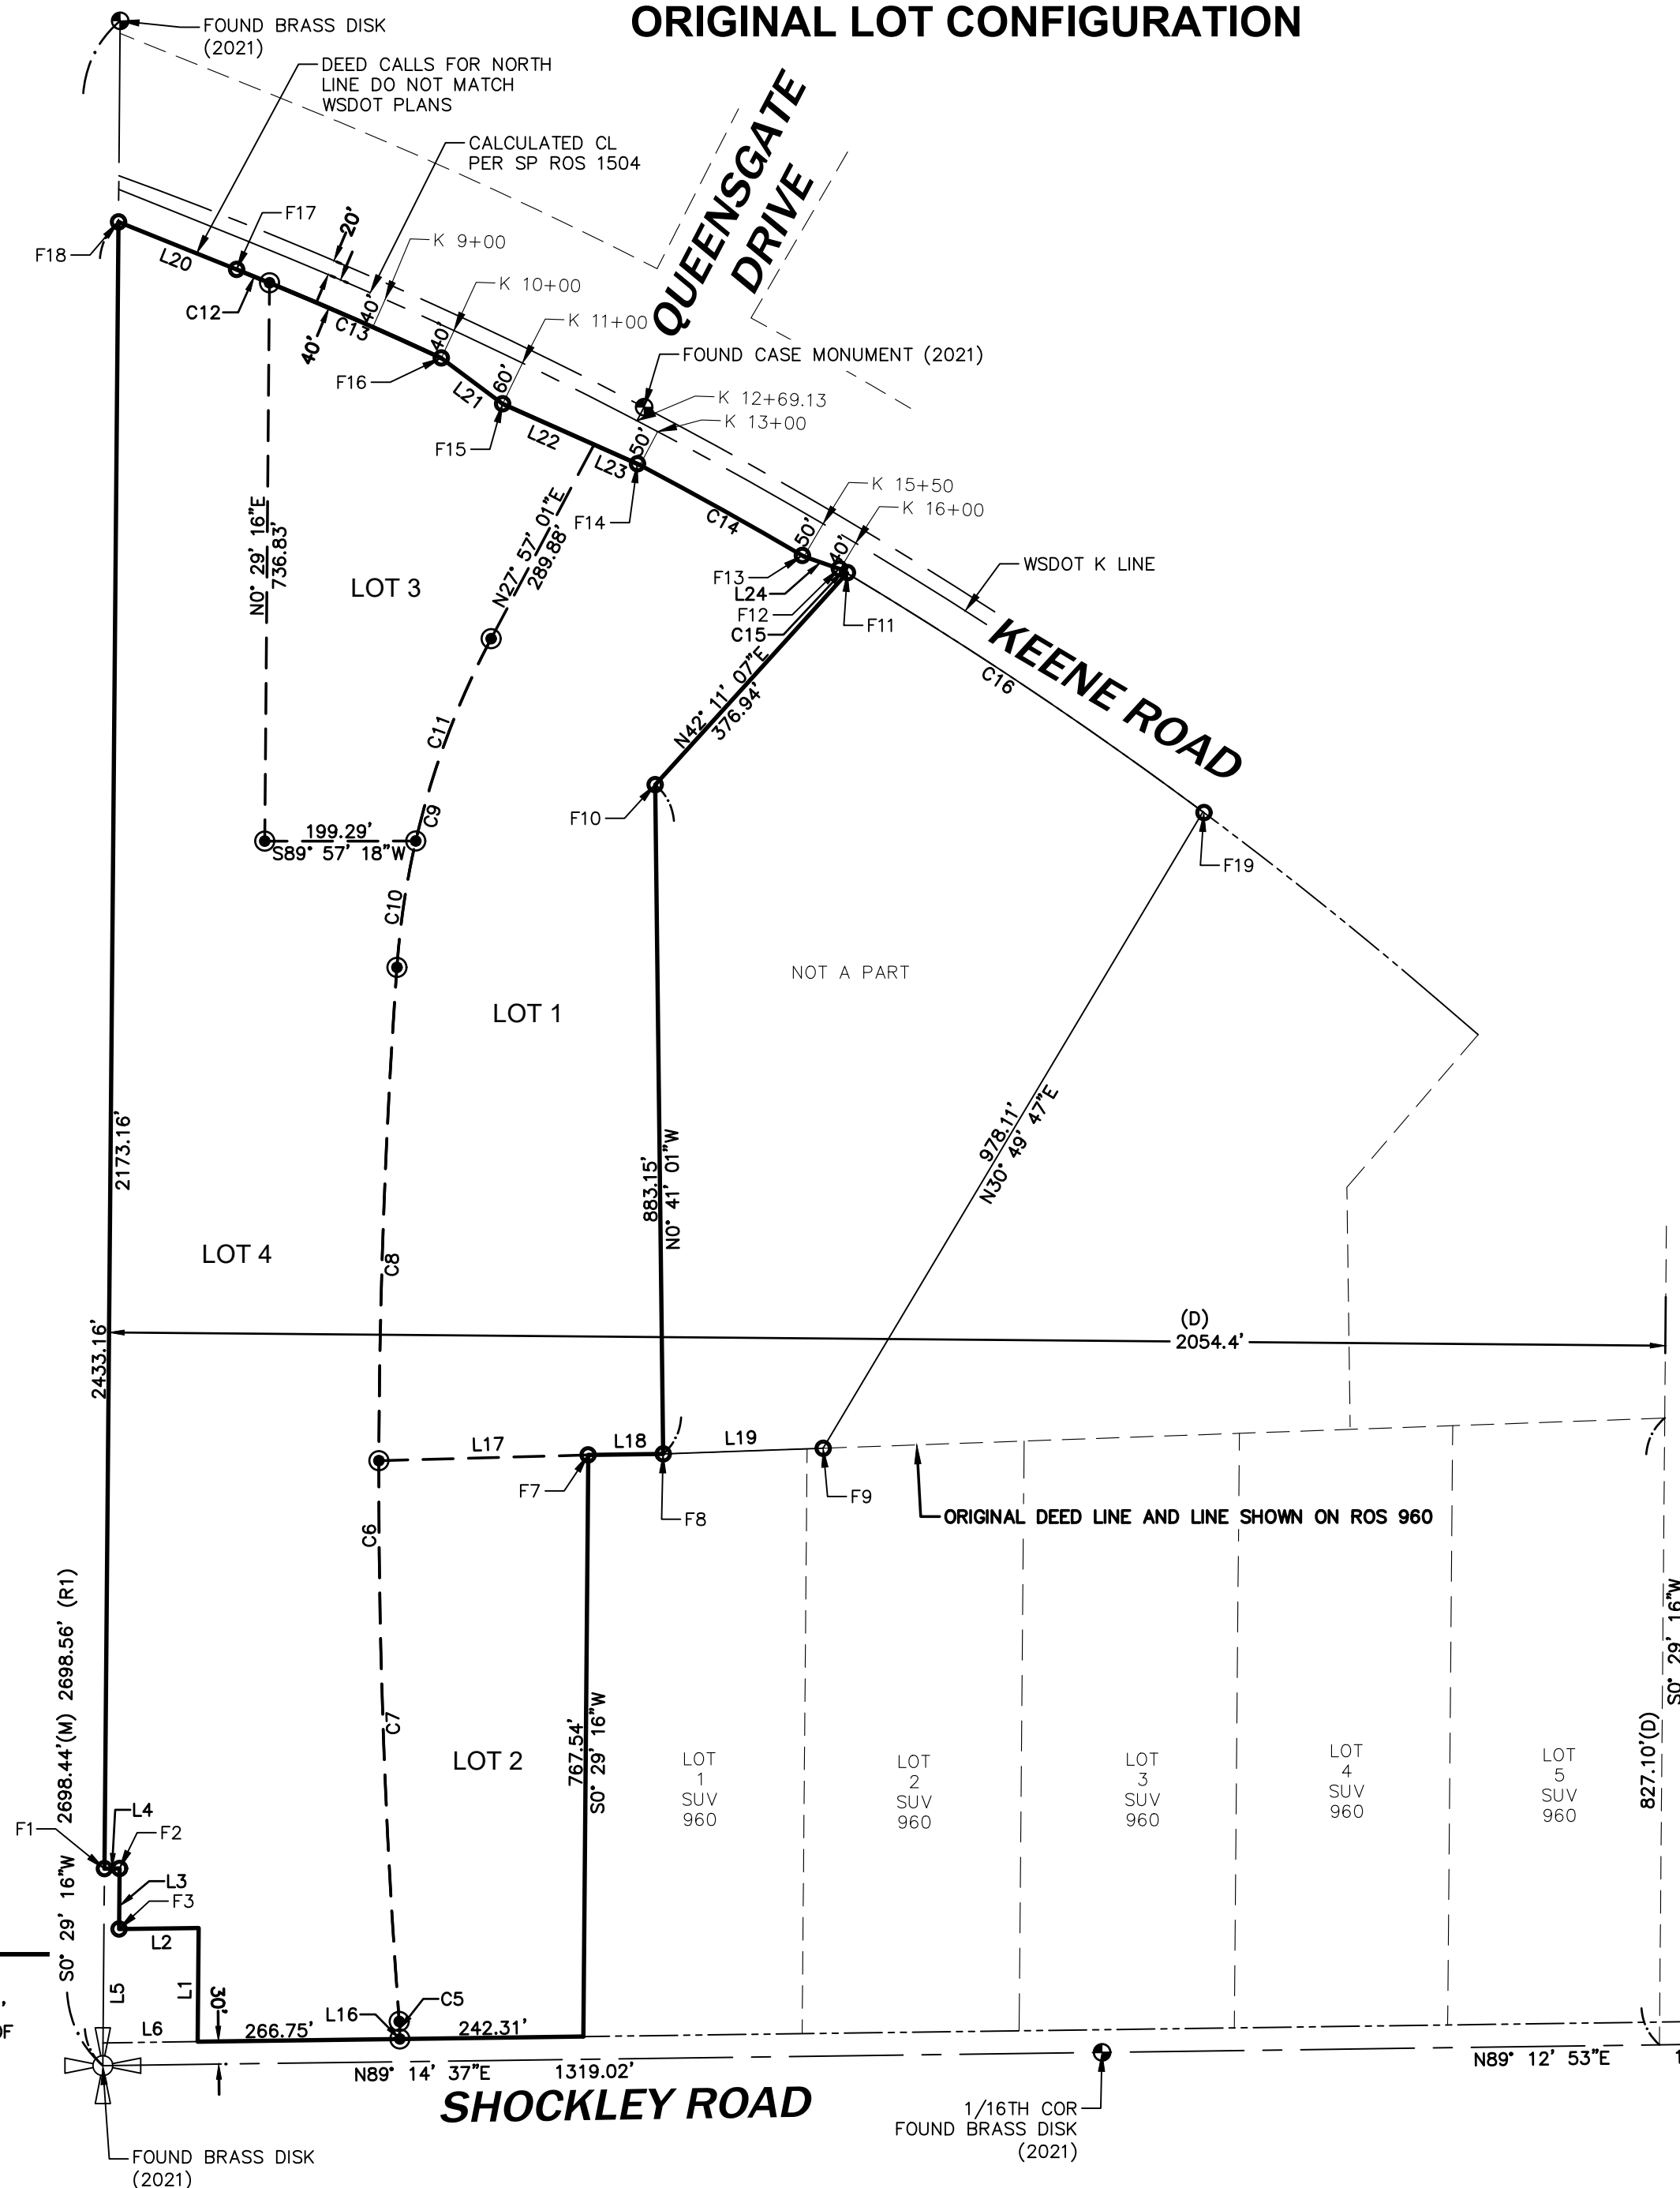 ORIGINAL LOT CONFIGURATION
FOUND BRASS DISK
(2021)
DEED CALLS FOR NORTH
LINE DO NOT MATCH
WSDOT PLANS
CALCULATED CL
PER SP ROS 1504
QUEENSGATE
DRIVE
F17
20'
K 9+00
F18
L20
K 10+00
C12
40'
C13
40'
40'
K 11+00
FOUND CASE MONUMENT (2021)
F16
L21
60'
K 12+69.13
K 13+00
F15
L22
L23
50'
K 15+50
K 16+00
F14
C14
50'
40'
WSDOT K LINE
N0° 29' 16"E
736.83'
N27° 57' 01"E
289.88'
LOT 3
F13
L24
F12
C15
F11
KEENE ROAD
C16
N42° 11' 07"E
376.94'
C11
C9
F10
199.29'
S89° 57' 18"W
F19
C10
NOT A PART
LOT 1
2173.16'
883.15'
N0° 41' 01"W
978.11'
N30° 49' 47"E
LOT 4
C8
(D)
2054.4'
2433.16'
L17
L18
L19
F7
F8
F9
ORIGINAL DEED LINE AND LINE SHOWN ON ROS 960
C6
S0° 29' 16"W
2698.44'(M) 2698.56' (R1)
C7
767.54'
S0° 29' 16"W
LOT 2
LOT
1
SUV
960
LOT
2
SUV
960
LOT
3
SUV
960
LOT
4
SUV
960
LOT
5
SUV
960
827.10'(D)
L4
F1
F2
L3
F3
S0° 29' 16"W
L2
L5
L1
30'
L16
C5
L6
266.75'
242.31'
N89° 14' 37"E
1319.02'
N89° 12' 53"E
SHOCKLEY ROAD
1/16TH COR
FOUND BRASS DISK
(2021)
FOUND BRASS DISK
(2021)